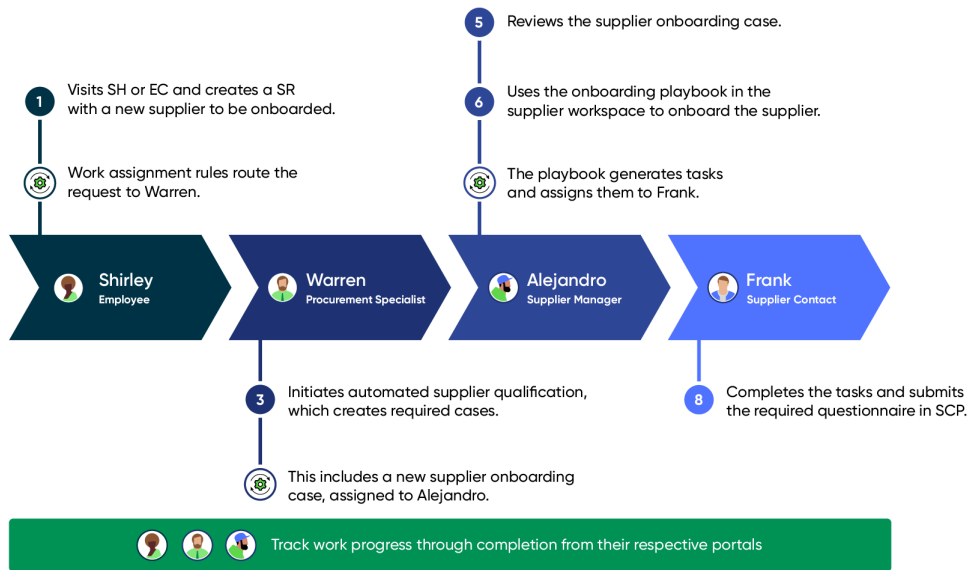 5
Reviews the supplier onboarding case.
1
Visits SH or EC and creates a SR
with a new supplier to be onboarded.
6
Uses the onboarding playbook in the
supplier workspace to onboard the supplier.
Work assignment rules route the
request to Warren.
The playbook generates tasks
and assigns them to Frank.
Shirley
Employee
Warren
Procurement Specialist
Alejandro
Supplier Manager
Frank
Supplier Contact
3
Initiates automated supplier qualification,
which creates required cases.
8
Completes the tasks and submits
the required questionnaire in SCP.
This includes a new supplier onboarding
case, assigned to Alejandro.
Track work progress through completion from their respective portals